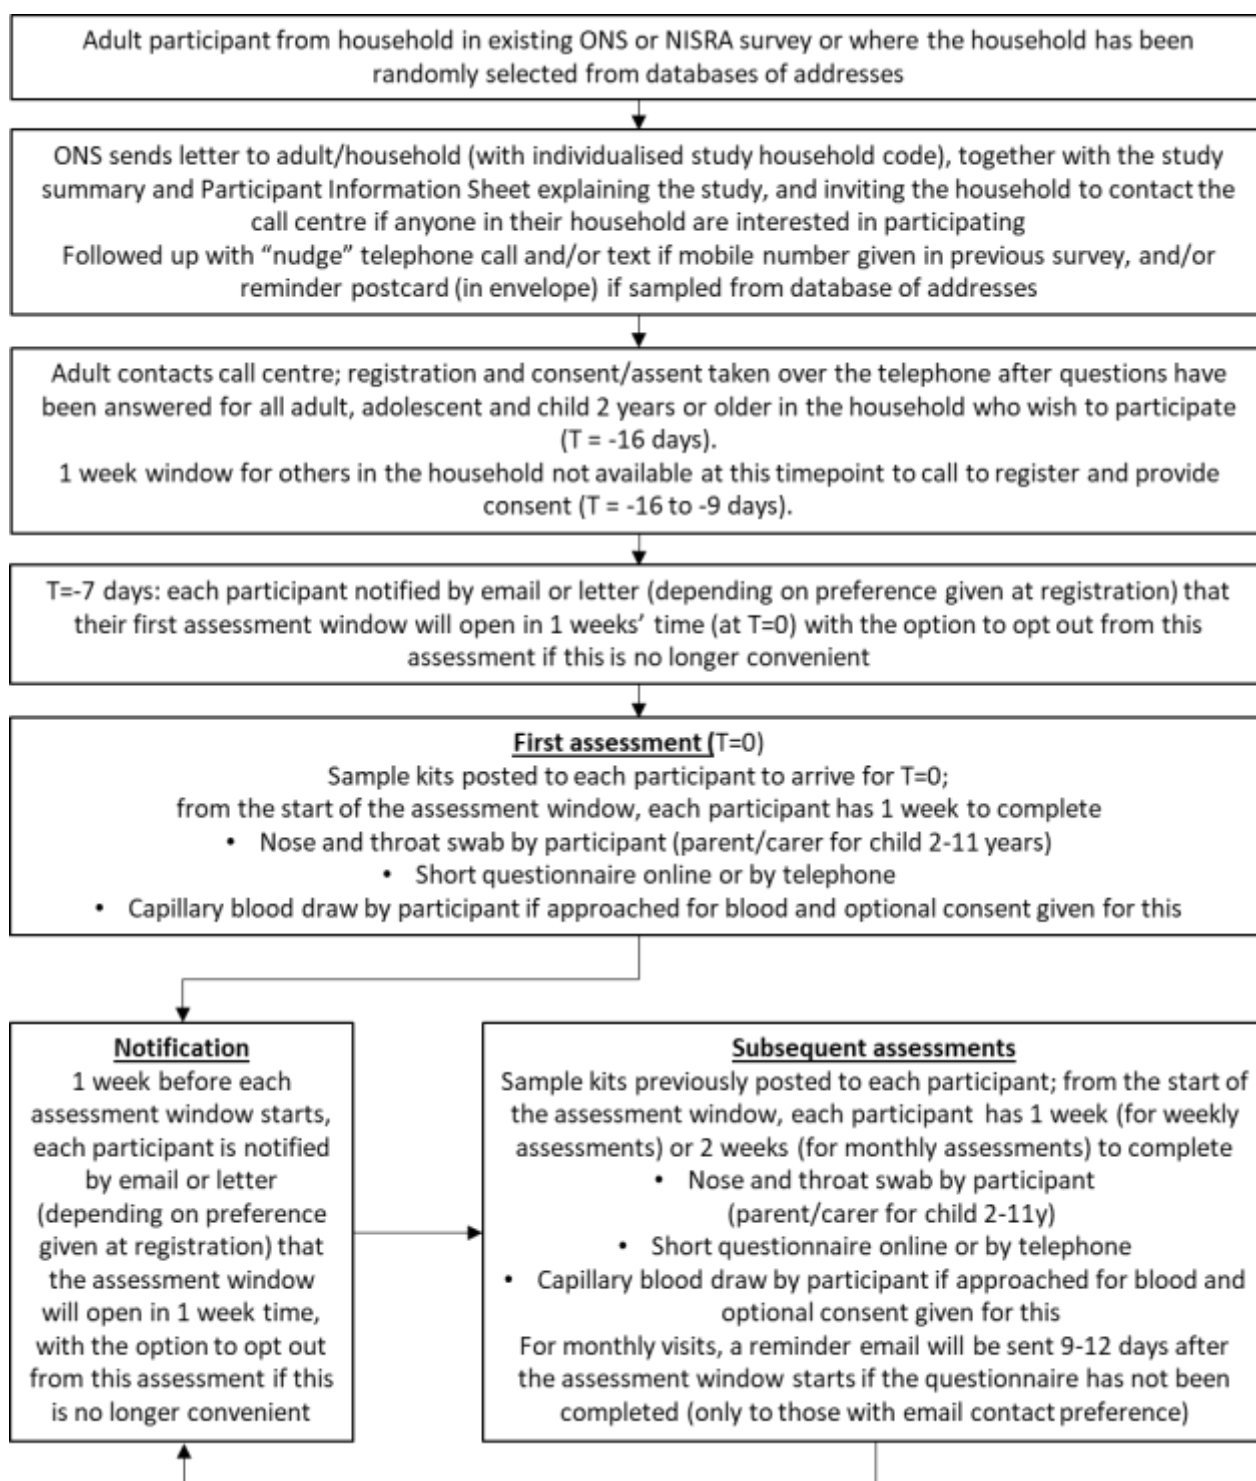 Adult participant from household in existing ONS or NISRA survey or where the household has been
randomly selected from databases of addresses
ONS sends letter to adult/household (with individualised study household code), together with the study
summary and Participant Information Sheet explaining the study, and inviting the household to contact the
call centre if anyone in their household are interested in participating
Followed up with “nudge” telephone call and/or text if mobile number given in previous survey, and/or
reminder postcard (in envelope) if sampled from database of addresses
Adult contacts call centre; registration and consent/assent taken over the telephone after questions have
been answered for all adult, adolescent and child 2 years or older in the household who wish to participate
(T = -16 days).
1 week window for others in the household not available at this timepoint to call to register and provide
consent (T = -16 to -9 days).
T=-7 days: each participant notified by email or letter (depending on preference given at registration) that
their first assessment window will open in 1 weeks’ time (at T=0) with the option to opt out from this
assessment if this is no longer convenient
First assessment (T=0)
Sample kits posted to each participant to arrive for T=0;
from the start of the assessment window, each participant has 1 week to complete
• Nose and throat swab by participant (parent/carer for child 2-11 years)
• Short questionnaire online or by telephone
• Capillary blood draw by participant if approached for blood and optional consent given for this
Notification
1 week before each
assessment window starts,
each participant is notified
by email or letter
(depending on preference
given at registration) that
the assessment window
will open in 1 week time,
with the option to opt out
from this assessment if this
is no longer convenient
Subsequent assessments
Sample kits previously posted to each participant; from the start of
the assessment window, each participant has 1 week (for weekly
assessments) or 2 weeks (for monthly assessments) to complete
• Nose and throat swab by participant
(parent/carer for child 2-11y)
• Short questionnaire online or by telephone
• Capillary blood draw by participant if approached for blood and
optional consent given for this
For monthly visits, a reminder email will be sent 9-12 days after
the assessment window starts if the questionnaire has not been
completed (only to those with email contact preference)